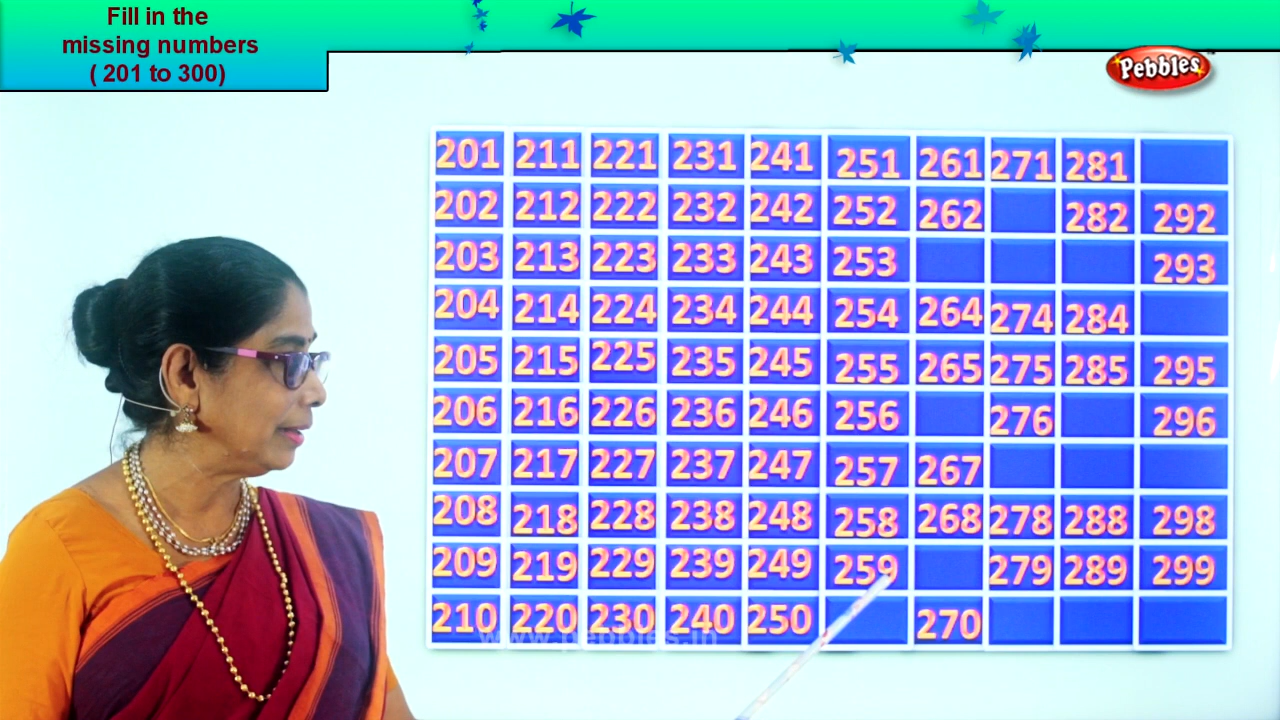 Fill in the
missing numbers
( 201 to 300)
Pebbles
201 211 221 231 241 251 261 271 281
202 212 222 232 242 252 262 282 292
203 213 223 233 243 253 293
204 214 224 234 244 254 264 274 284
205 215 225 235 245 255 265 275 285 295
206 216 226 236 246 256 276 296
207 217 227 237 247 257 267
208 218 228 238 248 258 268 278 288 298
209 219 229 239 249 259 279 289 299
210 220 230 240 250 270
www.pebbles.in